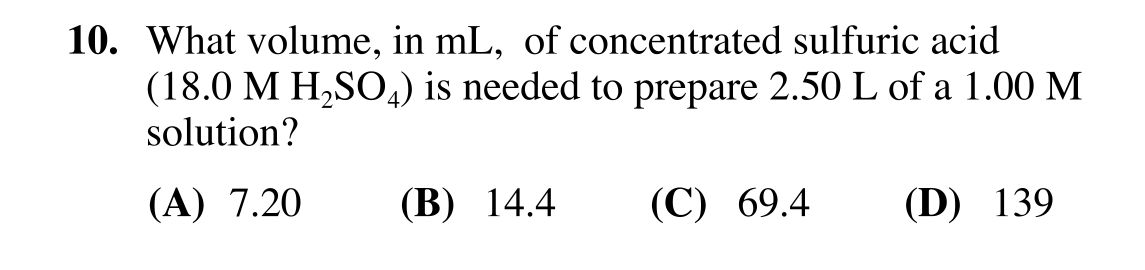 10. What volume, in mL, of concentrated sulfuric acid
(18.0 M H₂SO₄) is needed to prepare 2.50 L of a 1.00 M
solution?
(A) 7.20 (B) 14.4 (C) 69.4 (D) 139